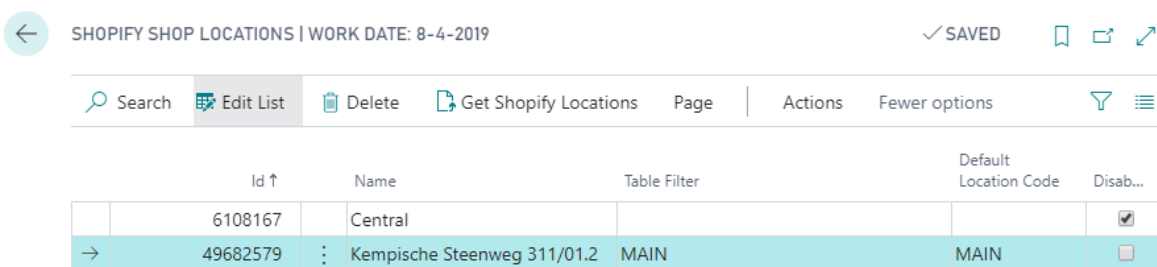 SHOPIFY SHOP LOCATIONS | WORK DATE: 8-4-2019
SAVED
Search Edit List Delete Get Shopify Locations Page Actions Fewer options
Id ↑ Name Table Filter Default Location Code Disab...
6108167 Central
49682579 Kempische Steenweg 311/01.2 MAIN MAIN